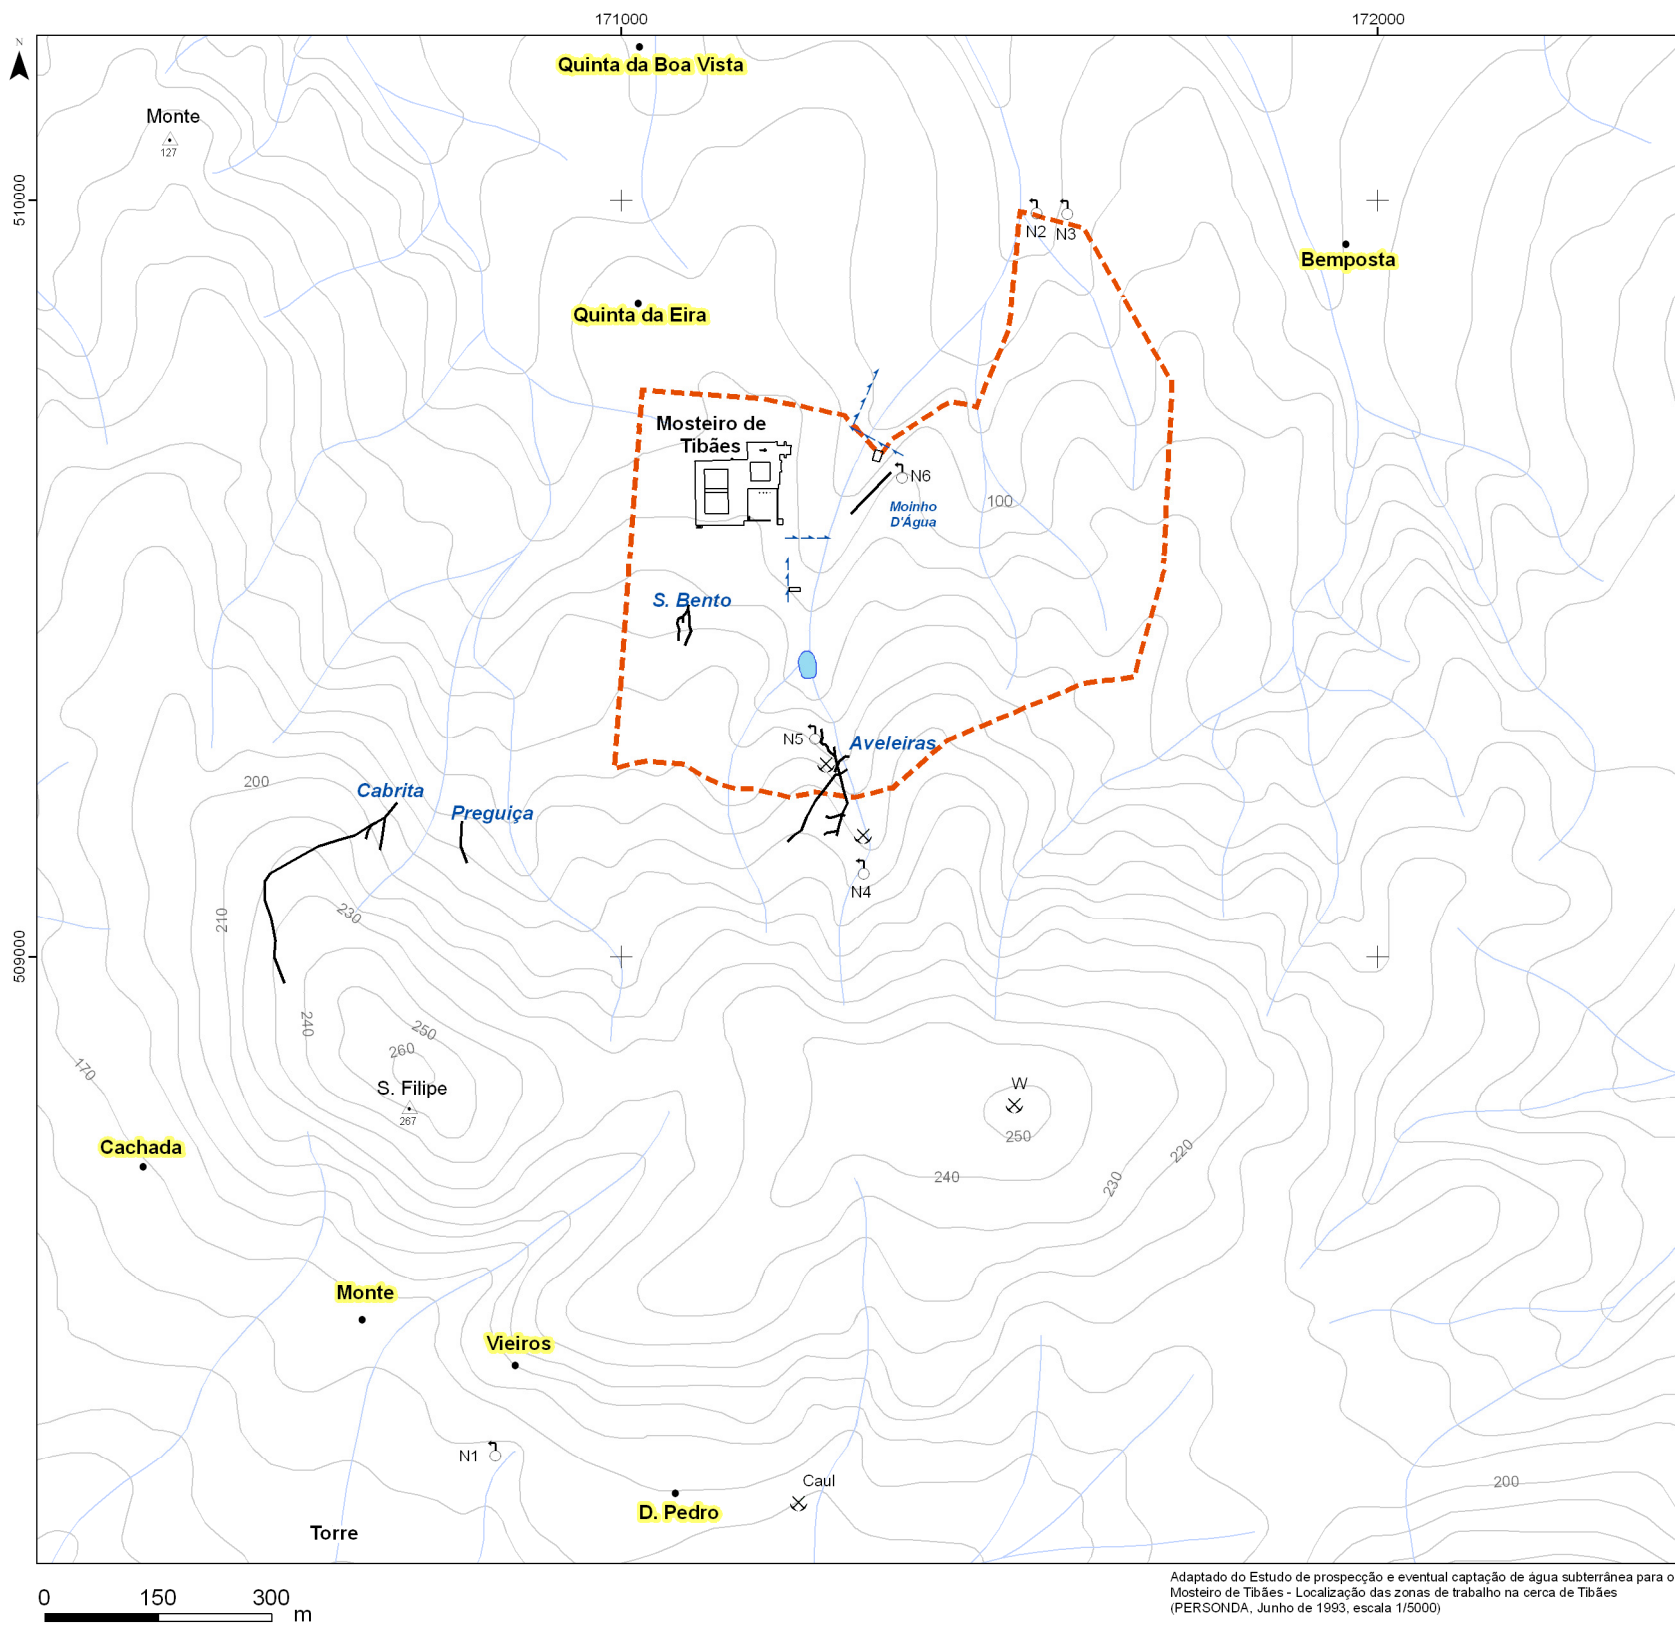 171000
172000
N
Quinta da Boa Vista
Monte
127
510000
N2
N3
Bemposta
Quinta da Eira
Mosteiro de
Tibães
N6
100
Moinho
D'Água
S. Bento
N5
Aveleiras
200
Cabrita
Preguiça
N4
210
230
509000
240
250
260
170
S. Filipe
267
W
250
220
Cachada
240
230
Monte
Vieiros
N1
Caul
200
D. Pedro
Torre
0
150
300
m
Adaptado do Estudo de prospecção e eventual captação de água subterrânea para o
Mosteiro de Tibães - Localização das zonas de trabalho na cerca de Tibães
(PERSONDA, Junho de 1993, escala 1/5000)